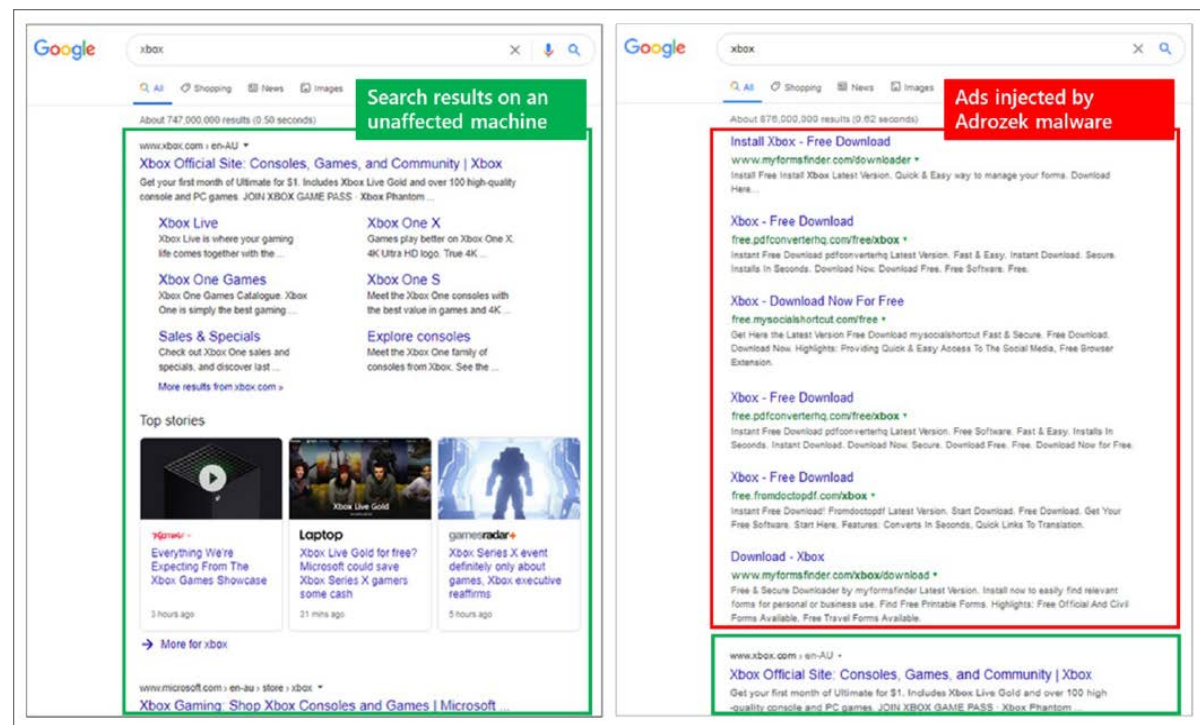 Google
xbox
All Shopping News Images
Search results on an
unaffected machine
About 747,000,000 results (0.50 seconds)
www.xbox.com › en-AU
Xbox Official Site: Consoles, Games, and Community | Xbox
Get your first month of Ultimate for $1. Includes Xbox Live Gold and over 100 high-quality
console and PC games. JOIN XBOX GAME PASS · Xbox Phantom ...
Xbox Live
Xbox Live is where your gaming
life comes together with the ...
Xbox One X
Games play better on Xbox One X.
4K Ultra HD logo. True 4K ...
Xbox One Games
Xbox One Games Catalogue. Xbox
One is simply the best gaming ...
Xbox One S
Meet the Xbox One consoles with
the best value in games and 4K ...
Sales & Specials
Check out Xbox One sales and
specials, and discover last ...
Explore consoles
Meet the Xbox One family of
consoles from Xbox. See the ...
More results from xbox.com »
Top stories
Xbox Live Gold
Everything We're
Expecting From The
Xbox Games Showcase
3 hours ago
Laptop
Xbox Live Gold for free?
Microsoft could save
Xbox Series X gamers
some cash
31 mins ago
gamesradar+
Xbox Series X event
definitely only about
games, Xbox executive
reaffirms
5 hours ago
→ More for xbox
www.microsoft.com › en-au › store › xbox
Xbox Gaming: Shop Xbox Consoles and Games | Microsoft ...
Google
xbox
All Shopping News Images
Ads injected by
Adrozek malware
About 876,000,000 results (0.62 seconds)
Install Xbox - Free Download
www.myformsfinder.com/downloader
Install Free Install Xbox Latest Version. Quick & Easy way to manage your forms. Download
Here...
Xbox - Free Download
free.pdfconverterhq.com/free/xbox
Instant Free Download pdfconverterhq Latest Version. Fast & Easy. Instant Download. Secure.
Installs In Seconds. Download Now. Download Free. Free Software. Free.
Xbox - Download Now For Free
free.mysocialshortcut.com/free
Get Here the Latest Version Free Download mysocialshortcut Fast & Secure. Free Download.
Download Now. Highlights: Providing Quick & Easy Access To The Social Media, Free Browser
Extension.
Xbox - Free Download
free.pdfconverterhq.com/free/xbox
Instant Free Download pdfconverterhq Latest Version. Free Software. Fast & Easy. Installs In
Seconds. Instant Download. Download Now. Secure. Download Free. Free. Download Now for Free.
Xbox - Free Download
free.fromdoctopdf.com/xbox
Instant Free Download! Fromdoctopdf Latest Version. Start Download. Free Download. Get Your
Free Software. Start Here. Features: Converts In Seconds, Quick Links To Translation.
Download - Xbox
www.myformsfinder.com/xbox/download
Free & Secure Downloader by myformsfinder Latest Version. Install now to easily find relevant
forms for personal or business use. Find Free Printable Forms. Highlights: Free Official And Civil
Forms Available, Free Travel Forms Available.
www.xbox.com › en-AU
Xbox Official Site: Consoles, Games, and Community | Xbox
Get your first month of Ultimate for $1. Includes Xbox Live Gold and over 100 high
-quality console and PC games. JOIN XBOX GAME PASS · Xbox Phantom ...